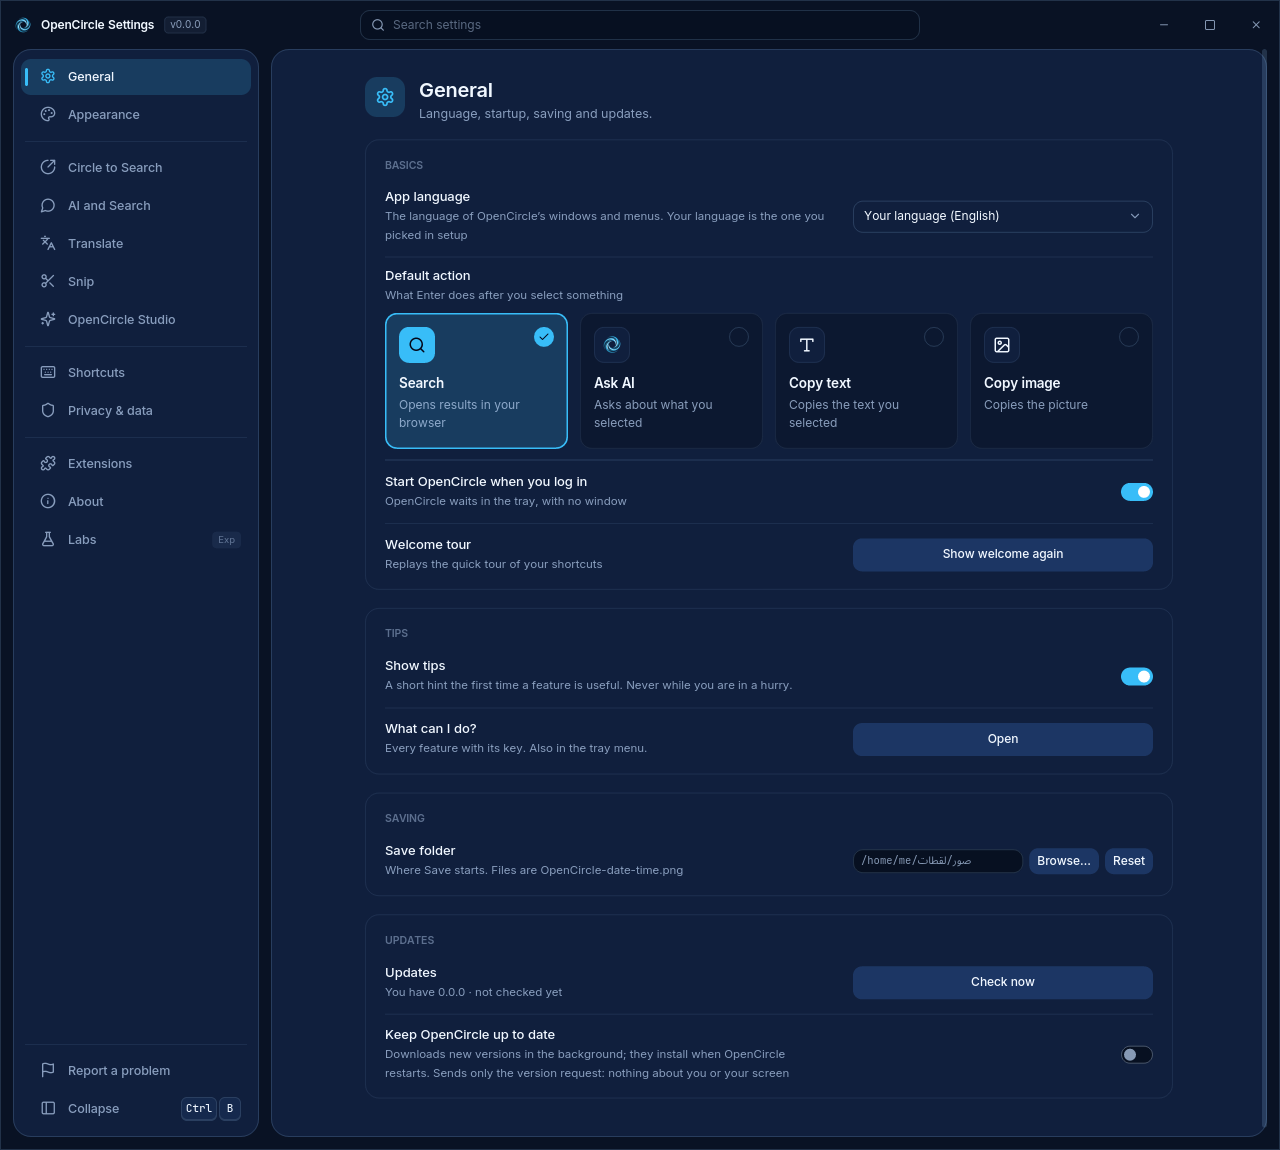 OpenCircle Settings v0.0.0
Search settings
General
Appearance
Circle to Search
AI and Search
Translate
Snip
OpenCircle Studio
Shortcuts
Privacy & data
Extensions
About
Labs Exp
Report a problem
Collapse Ctrl B
General
Language, startup, saving and updates.
BASICS
App language
The language of OpenCircle's windows and menus. Your language is the one you
picked in setup
Your language (English)
Default action
What Enter does after you select something
Search
Opens results in your
browser
Ask AI
Asks about what you
selected
Copy text
Copies the text you
selected
Copy image
Copies the picture
Start OpenCircle when you log in
OpenCircle waits in the tray, with no window
Welcome tour
Replays the quick tour of your shortcuts
Show welcome again
TIPS
Show tips
A short hint the first time a feature is useful. Never while you are in a hurry.
What can I do?
Every feature with its key. Also in the tray menu.
Open
SAVING
Save folder
Where Save starts. Files are OpenCircle-date-time.png
/home/me/صور/لقطات
Browse...
Reset
UPDATES
Updates
You have 0.0.0 · not checked yet
Check now
Keep OpenCircle up to date
Downloads new versions in the background; they install when OpenCircle
restarts. Sends only the version request: nothing about you or your screen